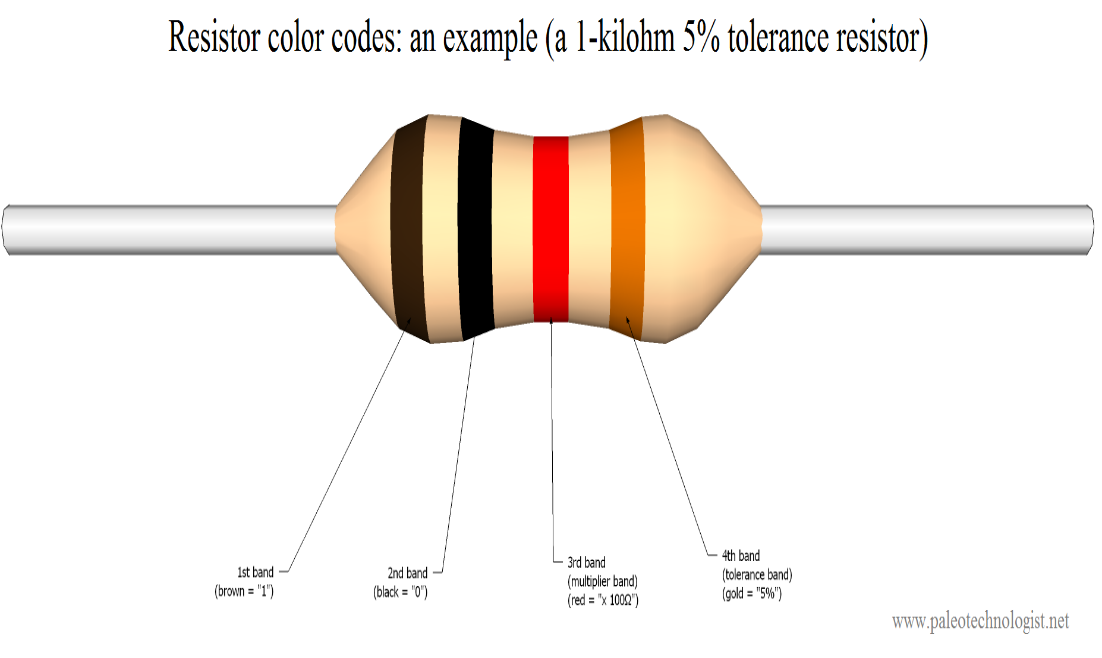 Resistor color codes: an example (a 1-kilohm 5% tolerance resistor)
1st band
(brown = "1")
2nd band
(black = "0")
3rd band
(multiplier band)
(red = "x 100Ω")
4th band
(tolerance band)
(gold = "5%")
www.paleotechnologist.net